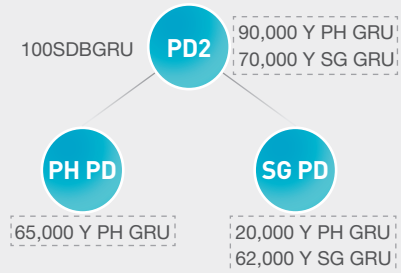 100SDBGRU
PD2
90,000 Y PH GRU
70,000 Y SG GRU
PH PD
SG PD
65,000 Y PH GRU
20,000 Y PH GRU
62,000 Y SG GRU